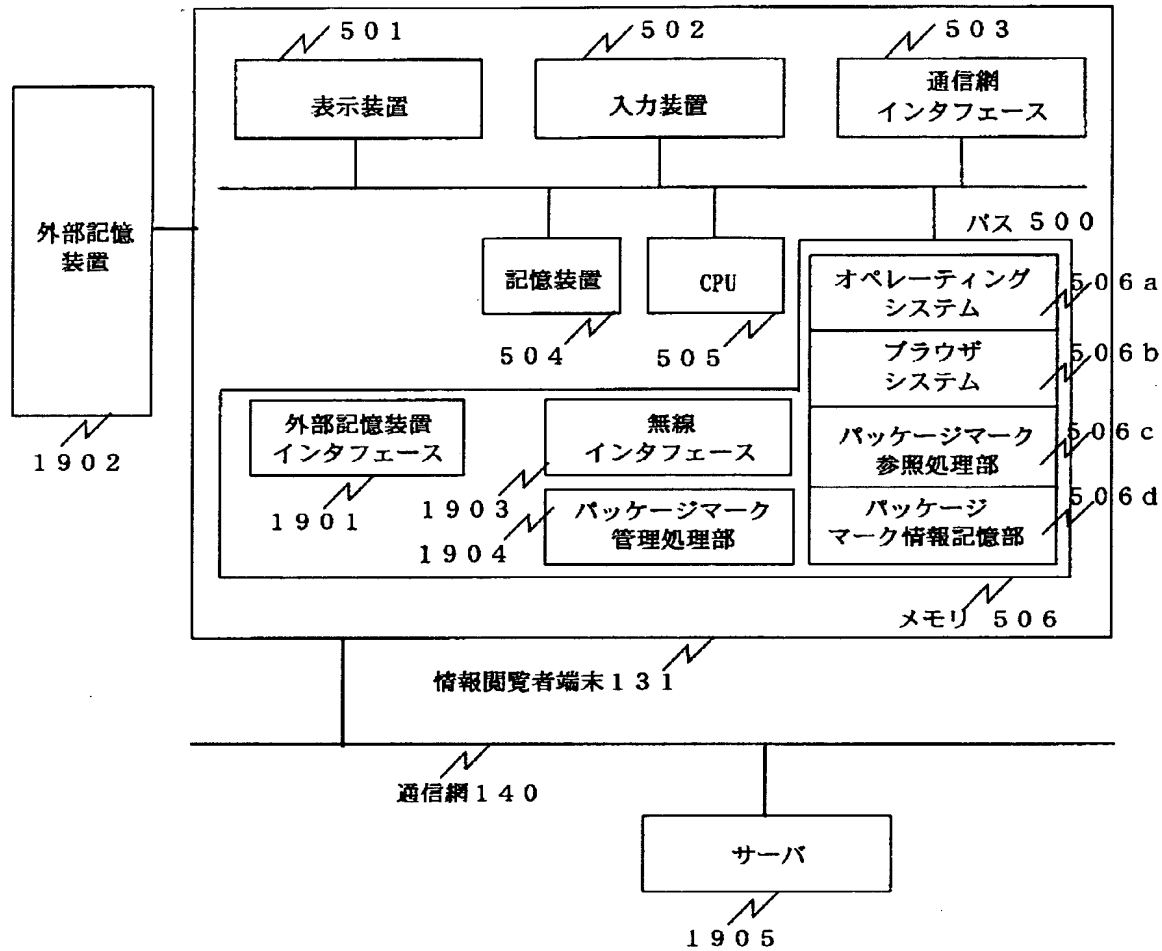 501
502
503
表示装置
入力装置
通信網
インタフェース
外部記憶
装置
バス 500
記憶装置
CPU
オペレーティング
システム
506a
504
505
ブラウザ
システム
506b
1902
外部記憶装置
インタフェース
無線
インタフェース
パッケージマーク
参照処理部
506c
1901
1903
パッケージマーク
管理処理部
1904
パッケージ
マーク情報記憶部
506d
メモリ 506
情報閲覧者端末131
通信網140
サーバ
1905